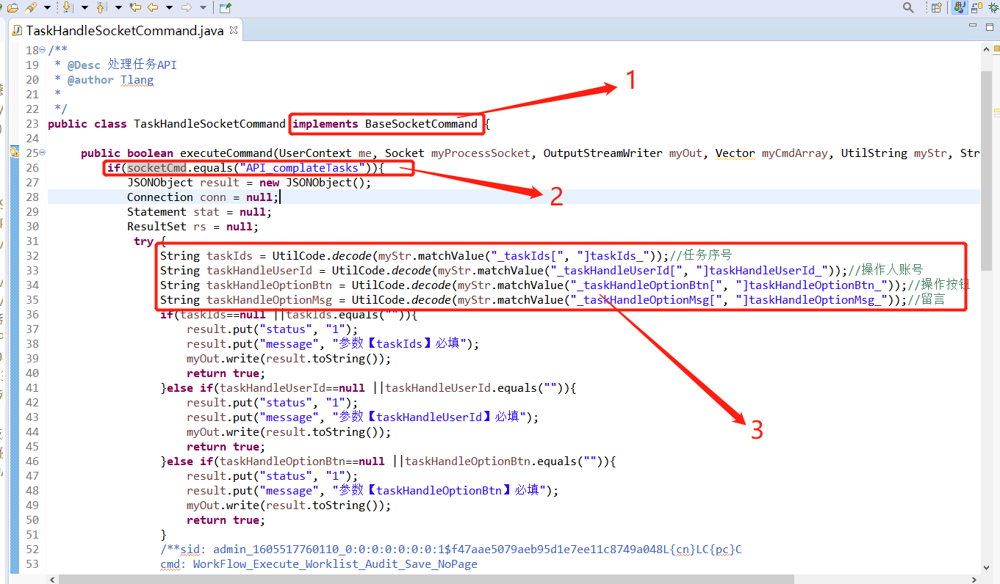 TaskHandleSocketCommand.java
18 /**
19 * @Desc 处理任务API
20 * @author Tlang
21 *
22 */
23 public class TaskHandleSocketCommand implements BaseSocketCommand {
24
25 public boolean executeCommand(UserContext me, Socket myProcessSocket, OutputStreamWriter myOut, Vector myCmdArray, UtilString myStr, Str
26 if(socketCmd.equals("API_complateTasks")){
27 JSONObject result = new JSONObject();
28 Connection conn = null;
29 Statement stat = null;
30 ResultSet rs = null;
31 try {
32 String taskIds = UtilCode.decode(myStr.matchValue("_taskIds[", "]taskIds_"));//任务序号
33 String taskHandleUserId = UtilCode.decode(myStr.matchValue("_taskHandleUserId[", "]taskHandleUserId_"));//操作人账号
34 String taskHandleOptionBtn = UtilCode.decode(myStr.matchValue("_taskHandleOptionBtn[", "]taskHandleOptionBtn_"));//操作按钮
35 String taskHandleOptionMsg = UtilCode.decode(myStr.matchValue("_taskHandleOptionMsg[", "]taskHandleOptionMsg_"));//留言
36 if(taskIds==null ||taskIds.equals("")){
37 result.put("status", "1");
38 result.put("message", "参数【taskIds】必填");
39 myOut.write(result.toString());
40 return true;
41 }else if(taskHandleUserId==null ||taskHandleUserId.equals("")){
42 result.put("status", "1");
43 result.put("message", "参数【taskHandleUserId】必填");
44 myOut.write(result.toString());
45 return true;
46 }else if(taskHandleOptionBtn==null ||taskHandleOptionBtn.equals("")){
47 result.put("status", "1");
48 result.put("message", "参数【taskHandleOptionBtn】必填");
49 myOut.write(result.toString());
50 return true;
51 }
52 /**sid: admin_1605517760110_0:0:0:0:0:0:0:1$f47aae5079aeb95d1e7ee11c8749a048L{cn}LC{pc}C
53 cmd: WorkFlow_Execute_Worklist_Audit_Save_NoPage
1
2
3